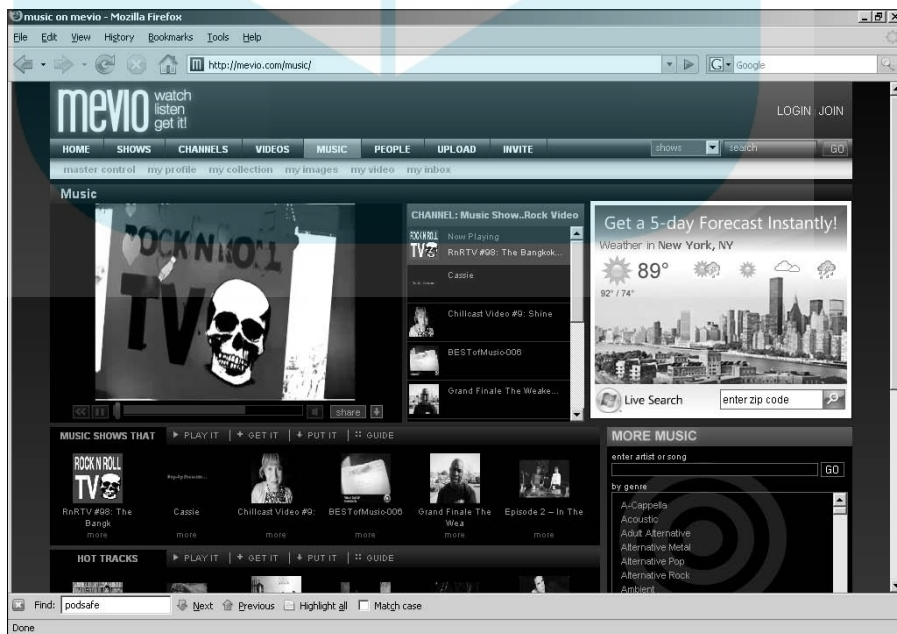 music on mevio - Mozilla Firefox
File Edit View History Bookmarks Tools Help
http://mevio.com/music/
G Google
mevio watch
listen
get it!
LOGIN JOIN
HOME SHOWS CHANNELS VIDEOS MUSIC PEOPLE UPLOAD INVITE shows search GO
master control my profile my collection my images my video my inbox
Music
ROCK N ROLL
TV
share
CHANNEL: Music Show..Rock Video
ROCK N ROLL
TV
Now Playing
RnRTV #98: The Bangkok...
Cassie
Chillcast Video #9: Shine
BESTofMusic-006
Grand Finale The Weake...
Get a 5-day Forecast Instantly!
Weather in New York, NY
89°
92° / 74°
Live Search enter zip code
MUSIC SHOWS THAT PLAY IT + GET IT PUT IT GUIDE
ROCK N ROLL
TV
RnRTV #98: The Bangk
more
Cassie
more
Chillcast Video #9:
more
BESTofMusic-006
more
Grand Finale The Wea
more
Episode 2 – In The
more
HOT TRACKS PLAY IT + GET IT PUT IT GUIDE
MORE MUSIC
enter artist or song
GO
by genre
A-Cappella
Acoustic
Adult Alternative
Alternative Metal
Alternative Pop
Alternative Rock
Ambient
Find: podsafe Next Previous Highlight all Match case
Done